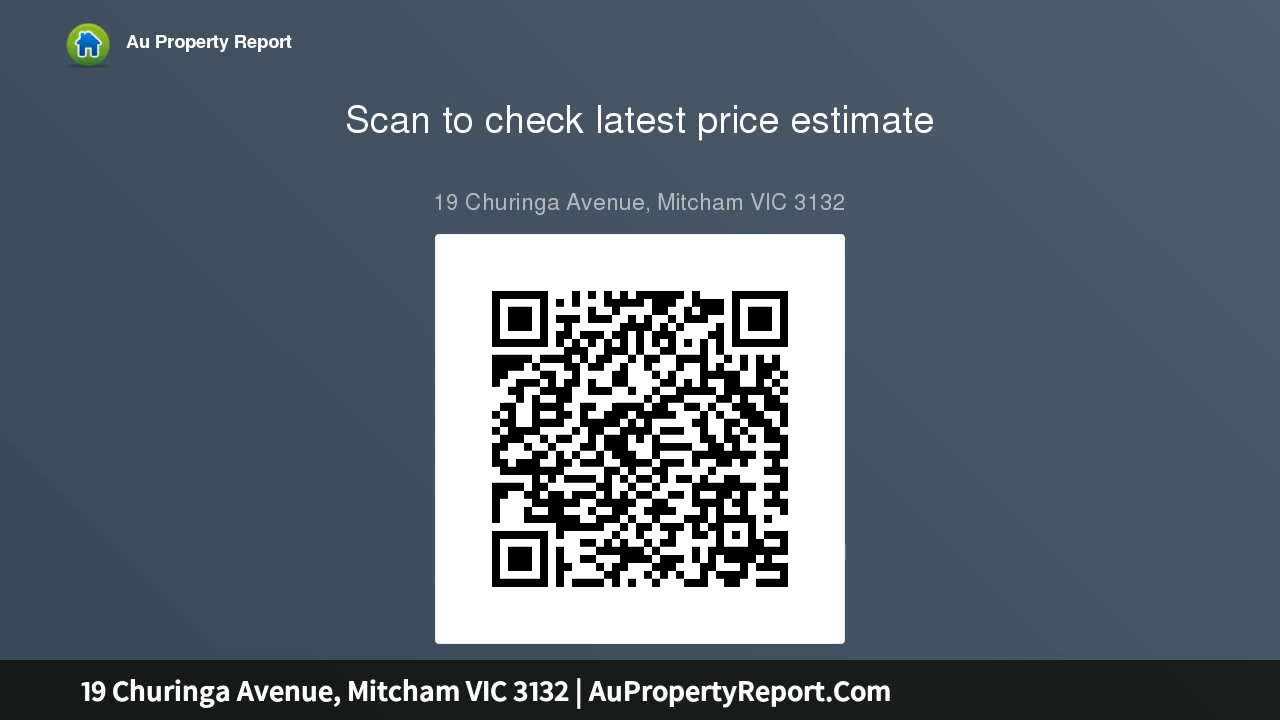 Au Property Report
Scan to check latest price estimate
19 Churinga Avenue, Mitcham VIC 3132
19 Churinga Avenue, Mitcham VIC 3132 | AuPropertyReport.Com